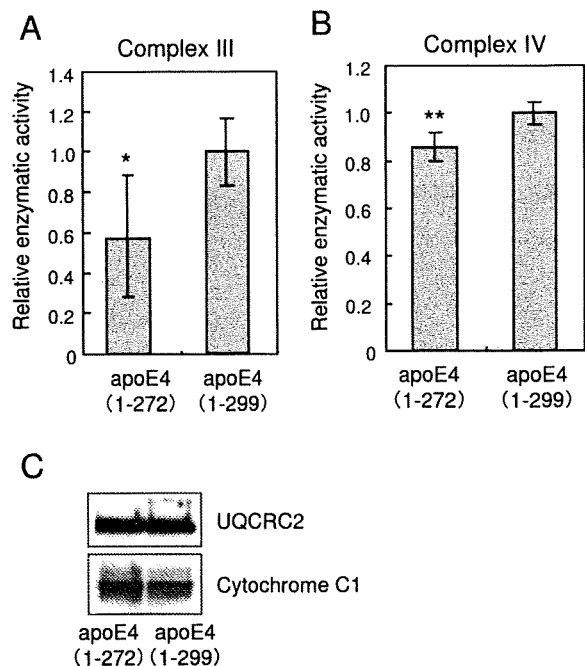 A
Complex III
Relative enzymatic activity
1.4
1.2
1.0
0.8
0.6
0.4
0.2
0
*
apoE4
(1-272)
apoE4
(1-299)
B
Complex IV
Relative enzymatic activity
1.2
1.0
0.8
0.6
0.4
0.2
0
**
apoE4
(1-272)
apoE4
(1-299)
C
UQCRC2
Cytochrome C1
apoE4
(1-272)
apoE4
(1-299)